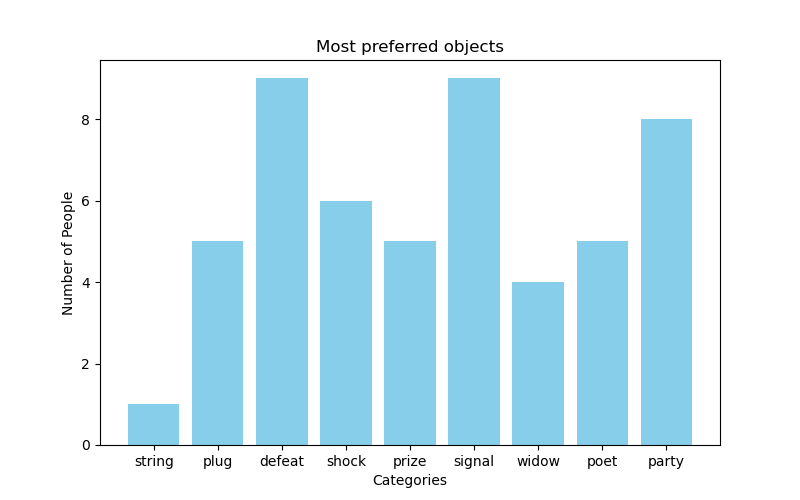 Most preferred objects
Number of People
8
6
4
2
0
string plug defeat shock prize signal widow poet party
Categories